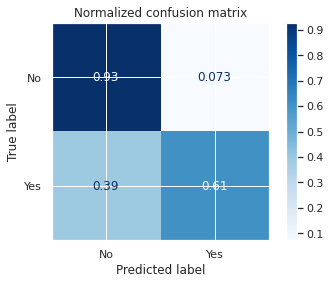 Normalized confusion matrix
No
Yes
True label
0.93
0.073
0.39
0.61
No
Yes
Predicted label
0.9
0.8
0.7
0.6
0.5
0.4
0.3
0.2
0.1